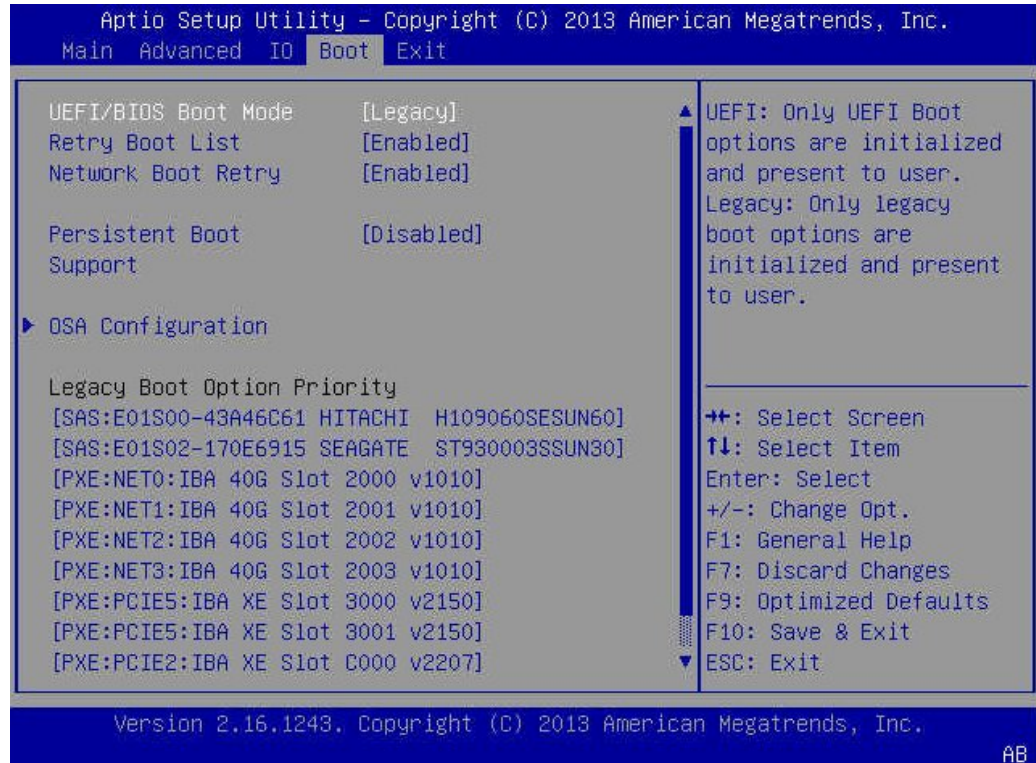 Aptio Setup Utility – Copyright (C) 2013 American Megatrends, Inc.
Main Advanced IO Boot Exit
UEFI/BIOS Boot Mode [Legacy]
Retry Boot List [Enabled]
Network Boot Retry [Enabled]
Persistent Boot [Disabled]
Support
OSA Configuration
Legacy Boot Option Priority
[SAS:E01S00-43A46C61 HITACHI H109060SESUN60]
[SAS:E01S02-170E6915 SEAGATE ST930003SSUN30]
[PXE:NET0:IBA 40G Slot 2000 v1010]
[PXE:NET1:IBA 40G Slot 2001 v1010]
[PXE:NET2:IBA 40G Slot 2002 v1010]
[PXE:NET3:IBA 40G Slot 2003 v1010]
[PXE:PCIE5:IBA XE Slot 3000 v2150]
[PXE:PCIE5:IBA XE Slot 3001 v2150]
[PXE:PCIE2:IBA XE Slot C000 v2207]
UEFI: Only UEFI Boot
options are initialized
and present to user.
Legacy: Only legacy
boot options are
initialized and present
to user.
→←: Select Screen
↑↓: Select Item
Enter: Select
+/-: Change Opt.
F1: General Help
F7: Discard Changes
F9: Optimized Defaults
F10: Save & Exit
ESC: Exit
Version 2.16.1243. Copyright (C) 2013 American Megatrends, Inc.
AB